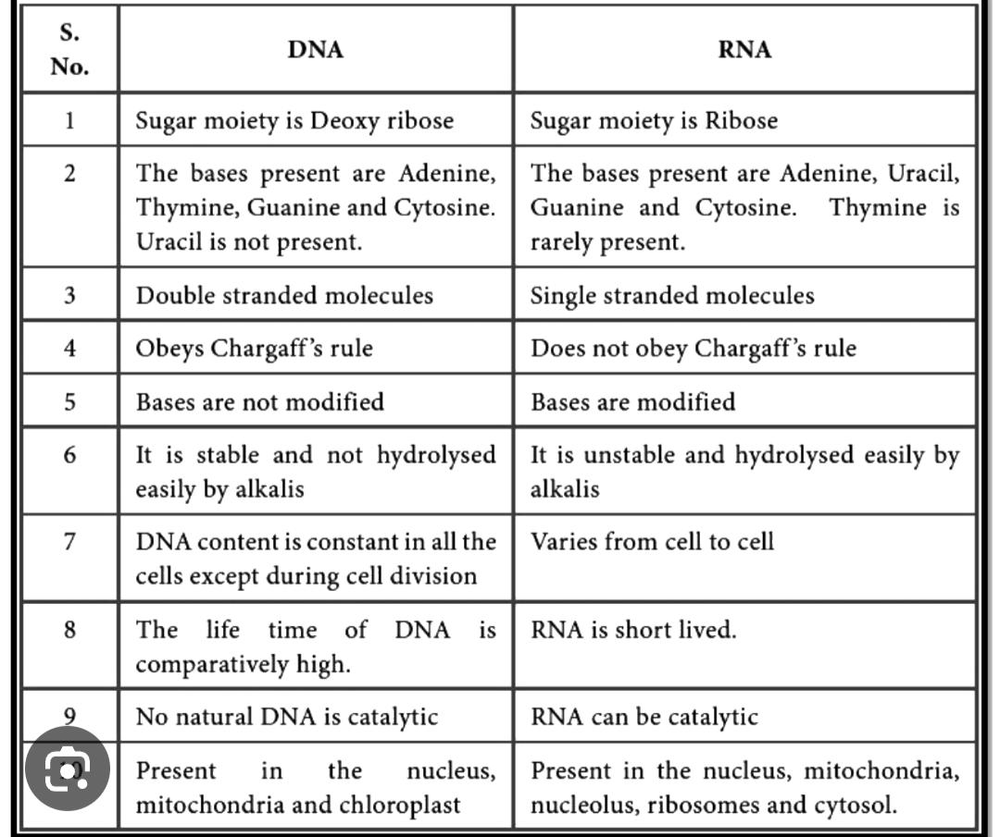 S.
No.
DNA
RNA
1
Sugar moiety is Deoxy ribose
Sugar moiety is Ribose
2
The bases present are Adenine,
Thymine, Guanine and Cytosine.
Uracil is not present.
The bases present are Adenine, Uracil,
Guanine and Cytosine. Thymine is
rarely present.
3
Double stranded molecules
Single stranded molecules
4
Obeys Chargaff’s rule
Does not obey Chargaff’s rule
5
Bases are not modified
Bases are modified
6
It is stable and not hydrolysed
easily by alkalis
It is unstable and hydrolysed easily by
alkalis
7
DNA content is constant in all the
cells except during cell division
Varies from cell to cell
8
The life time of DNA is
comparatively high.
RNA is short lived.
9
No natural DNA is catalytic
RNA can be catalytic
10
Present in the nucleus,
mitochondria and chloroplast
Present in the nucleus, mitochondria,
nucleolus, ribosomes and cytosol.